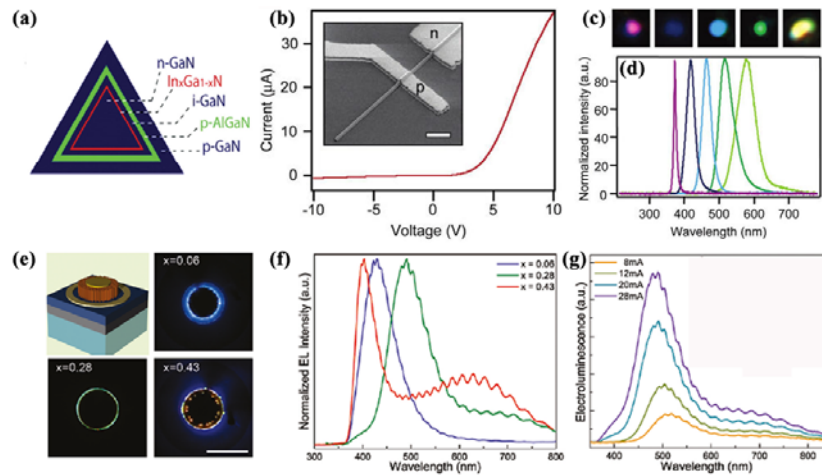 (a)
n-GaN
InxGa1-xN
i-GaN
p-AlGaN
p-GaN
(b)
Current (μA)
30
20
10
0
-10
-5
0
5
10
Voltage (V)
n
p
(c)
(d)
Normalized intensity (a.u.)
80
60
40
20
0
300
400
500
600
700
Wavelength (nm)
(e)
x=0.06
x=0.28
x=0.43
(f)
Normalized EL Intensity (a.u.)
x = 0.06
x = 0.28
x = 0.43
300
400
500
600
700
800
Wavelength (nm)
(g)
Electroluminescence (a.u.)
8mA
12mA
20mA
28mA
400
500
600
700
800
Wavelength (nm)